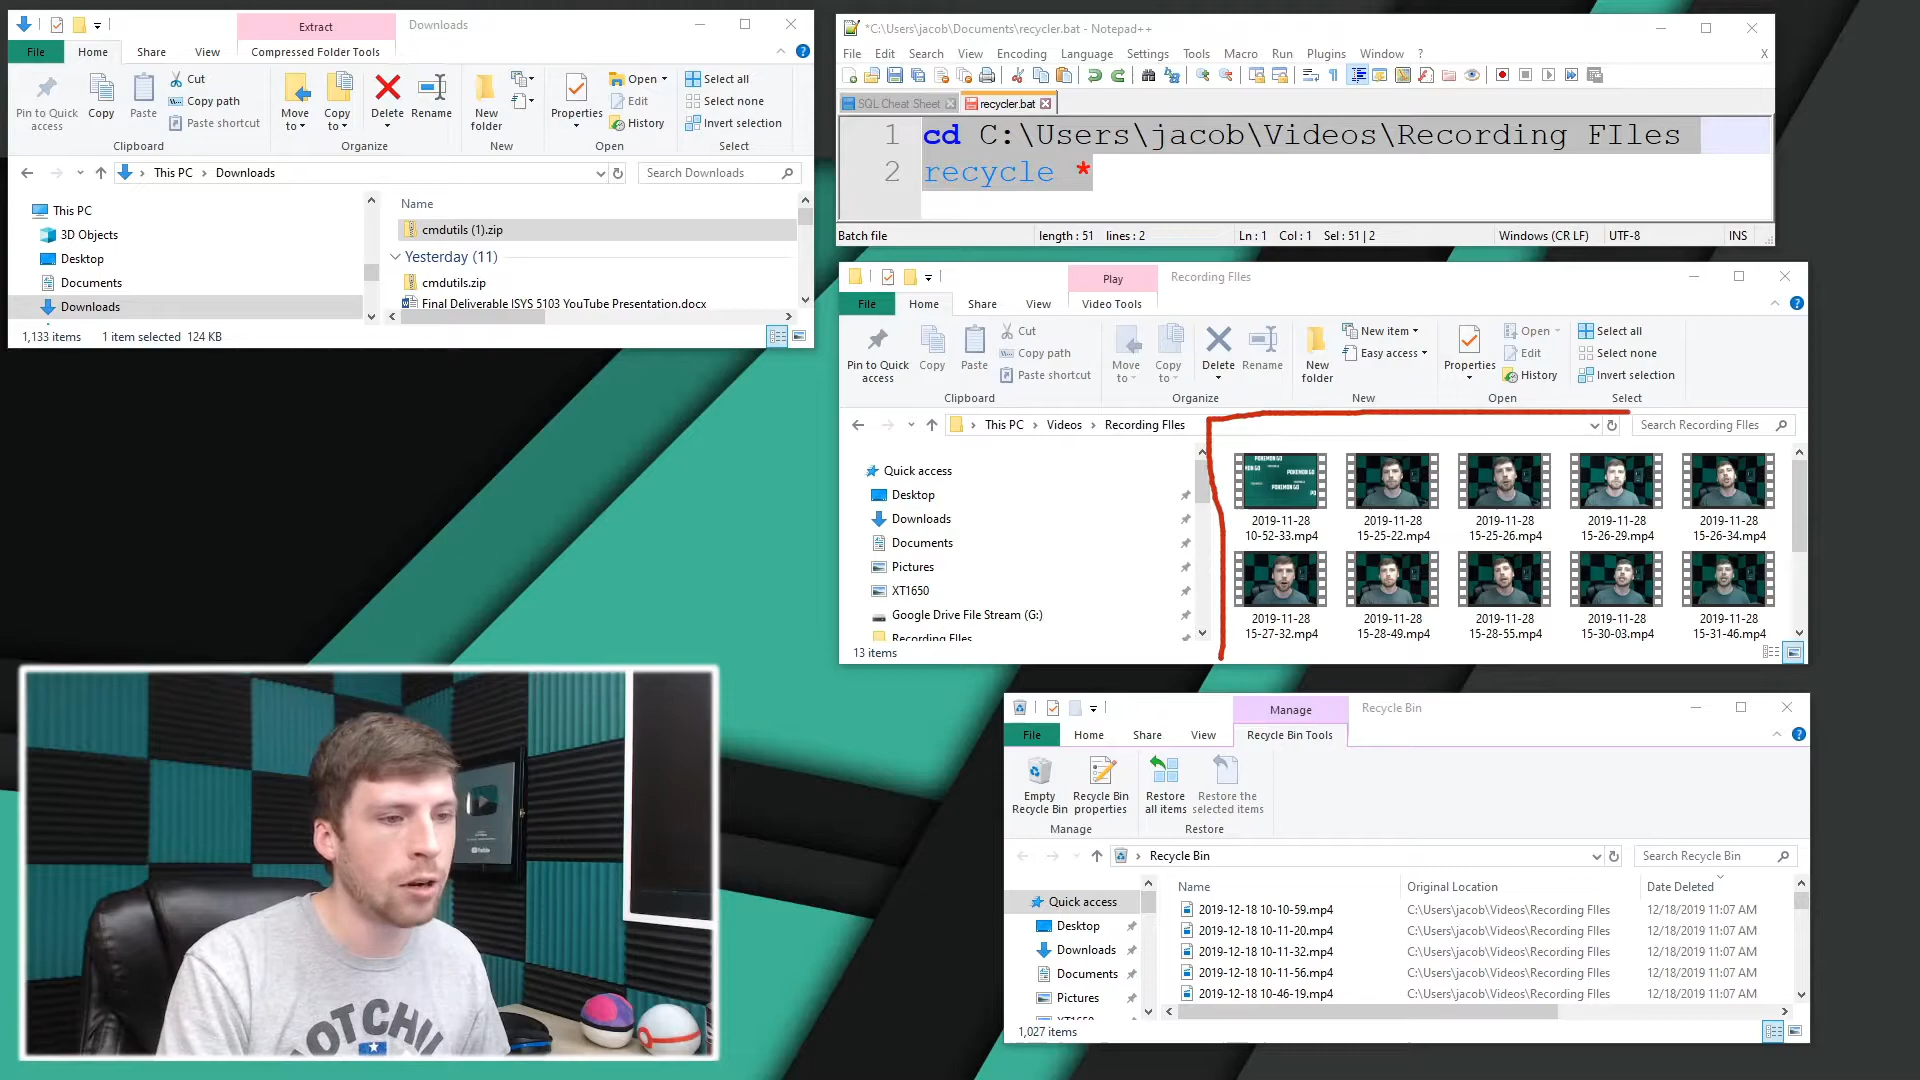 Extract
Downloads
File
Home
Share
View
Compressed Folder Tools
Pin to Quick access
Copy
Paste
Cut
Copy path
Paste shortcut
Move to
Copy to
Delete
Rename
New folder
Properties
Open
Edit
History
Select all
Select none
Invert selection
Clipboard
Organize
New
Open
Select
This PC
Downloads
Search Downloads
This PC
3D Objects
Desktop
Documents
Downloads
Name
cmdutils (1).zip
Yesterday (11)
cmdutils.zip
Final Deliverable ISYS 5103 YouTube Presentation.docx
1,133 items
1 item selected 124 KB
*C:\Users\jacob\Documents\recycler.bat - Notepad++
File Edit Search View Encoding Language Settings Tools Macro Run Plugins Window ?
X
SQL Cheat Sheet
recycler.bat
1 cd C:\Users\jacob\Videos\Recording FIles
2 recycle *
Batch file
length : 51 lines : 2
Ln : 1 Col : 1 Sel : 51 | 2
Windows (CR LF)
UTF-8
INS
Play
Recording FIles
File
Home
Share
View
Video Tools
Pin to Quick access
Copy
Paste
Cut
Copy path
Paste shortcut
Move to
Copy to
Delete
Rename
New folder
New item
Easy access
Properties
Open
Edit
History
Select all
Select none
Invert selection
Clipboard
Organize
New
Open
Select
This PC
Videos
Recording FIles
Search Recording FIles
Quick access
Desktop
Downloads
Documents
Pictures
XT1650
Google Drive File Stream (G:)
Recording FIles
POKEMON GO
2019-11-28 10-52-33.mp4
2019-11-28 15-25-22.mp4
2019-11-28 15-25-26.mp4
2019-11-28 15-26-29.mp4
2019-11-28 15-26-34.mp4
2019-11-28 15-27-32.mp4
2019-11-28 15-28-49.mp4
2019-11-28 15-28-55.mp4
2019-11-28 15-30-03.mp4
2019-11-28 15-31-46.mp4
13 items
Manage
Recycle Bin
File
Home
Share
View
Recycle Bin Tools
Empty Recycle Bin
Recycle Bin properties
Restore all items
Restore the selected items
Manage
Restore
Recycle Bin
Search Recycle Bin
Quick access
Desktop
Downloads
Documents
Pictures
XT1650
Name
Original Location
Date Deleted
2019-12-18 10-10-59.mp4 C:\Users\jacob\Videos\Recording FIles 12/18/2019 11:07 AM
2019-12-18 10-11-20.mp4 C:\Users\jacob\Videos\Recording FIles 12/18/2019 11:07 AM
2019-12-18 10-11-32.mp4 C:\Users\jacob\Videos\Recording FIles 12/18/2019 11:07 AM
2019-12-18 10-11-56.mp4 C:\Users\jacob\Videos\Recording FIles 12/18/2019 11:07 AM
2019-12-18 10-46-19.mp4 C:\Users\jacob\Videos\Recording FIles 12/18/2019 11:07 AM
1,027 items
YouTube